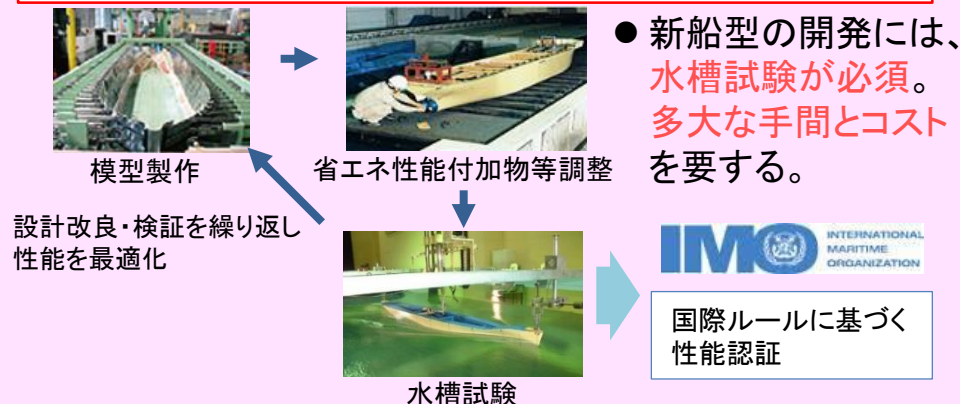 ● 新船型の開発には、
水槽試験が必須。
多大な手間とコスト
を要する。
模型製作
省エネ性能付加物等調整
設計改良・検証を繰り返し
性能を最適化
水槽試験
IMO
INTERNATIONAL
MARITIME
ORGANIZATION
国際ルールに基づく
性能認証